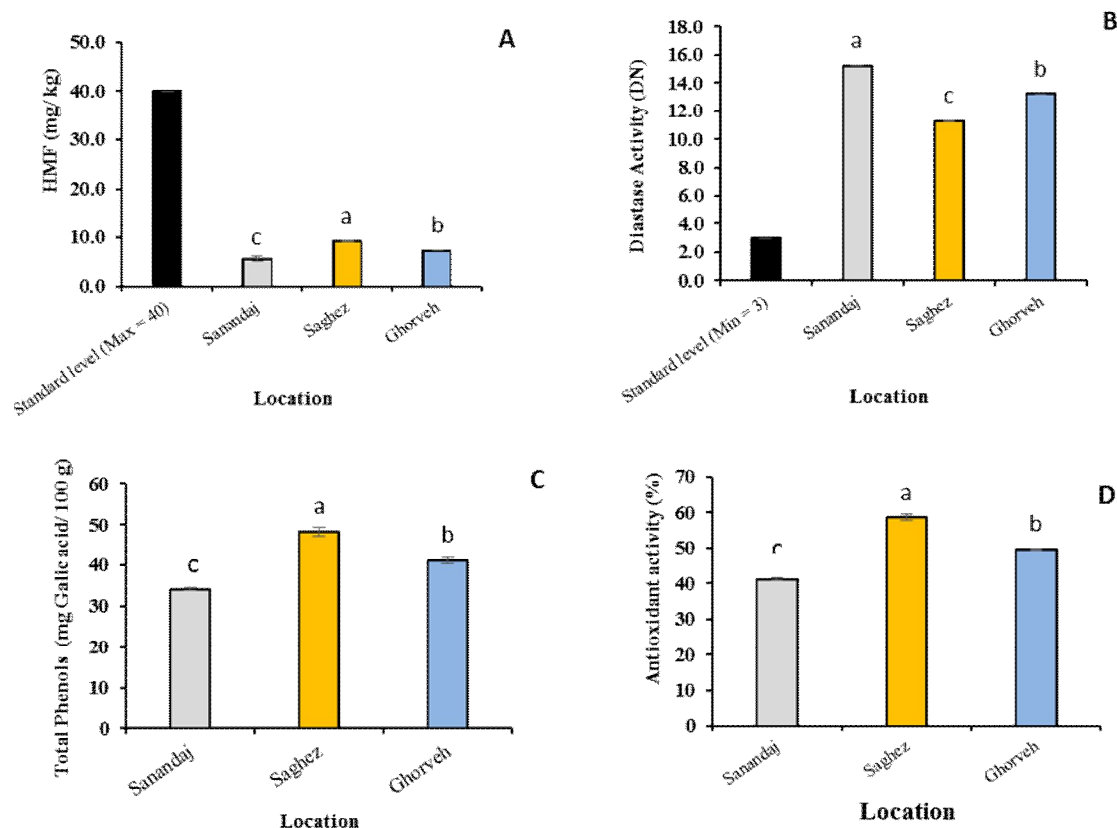 A
HMF (mg/ kg)
50.0
40.0
30.0
20.0
10.0
0.0
c
a
b
Standard level (Max = 40)
Sanandaj
Saghez
Ghorveh
Location
B
Diastase Activity (DN)
18.0
16.0
14.0
12.0
10.0
8.0
6.0
4.0
2.0
0.0
a
c
b
Standard level (Min = 3)
Sanandaj
Saghez
Ghorveh
Location
C
Total Phenols (mg Galic acid/ 100 g)
60
50
40
30
20
10
0
c
a
b
Sanandaj
Saghez
Ghorveh
Location
D
Antioxidant activity (%)
70
60
50
40
30
20
10
0
c
a
b
Sanandaj
Saghez
Ghorveh
Location